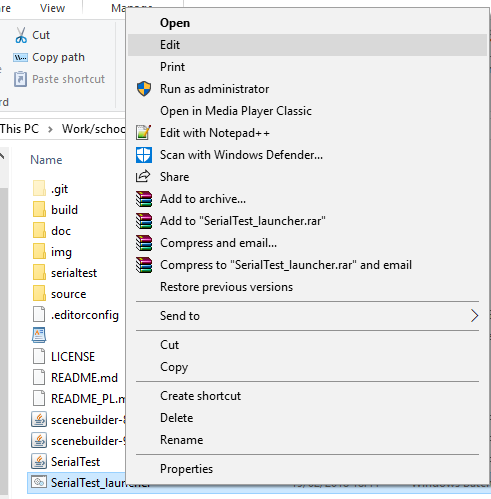 are View Manage
Cut
Copy path
Paste shortcut
This PC Work/schoo
Name
.git
build
doc
img
serialtest
source
.editorconfig
LICENSE
README.md
README_PL.m
scenebuilder-8
scenebuilder-9
SerialTest
SerialTest_launcher
Open
Edit
Print
Run as administrator
Open in Media Player Classic
Edit with Notepad++
Scan with Windows Defender...
Share
Add to archive...
Add to "SerialTest_launcher.rar"
Compress and email...
Compress to "SerialTest_launcher.rar" and email
Restore previous versions
Send to
Cut
Copy
Create shortcut
Delete
Rename
Properties